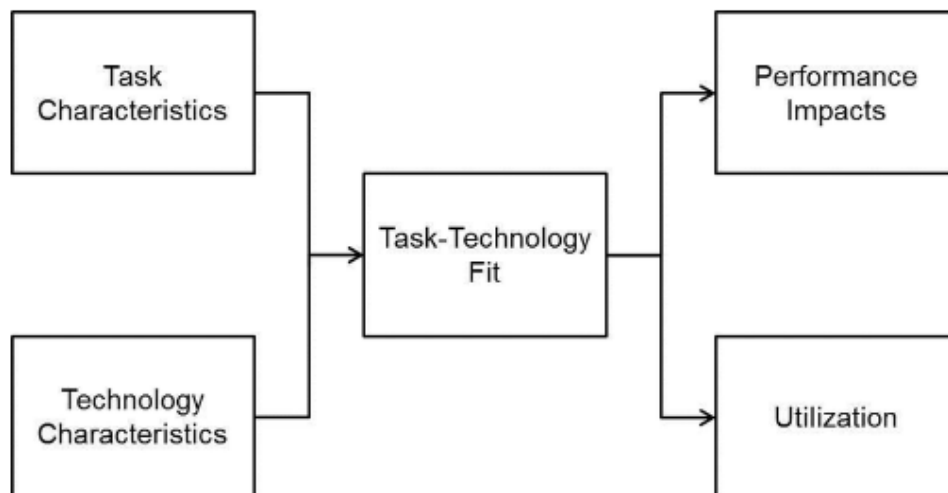 Task
Characteristics
Performance
Impacts
Task-Technology
Fit
Technology
Characteristics
Utilization